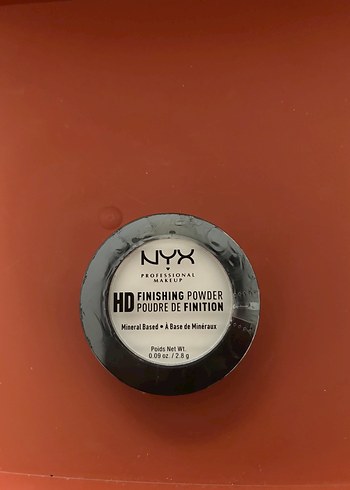 NYX
PROFESSIONAL
MAKEUP
HD FINISHING POWDER
POUDRE DE FINITION
Mineral Based • À Base de Minéraux
Poids Net Wt.
0.09 oz. / 2.8 g